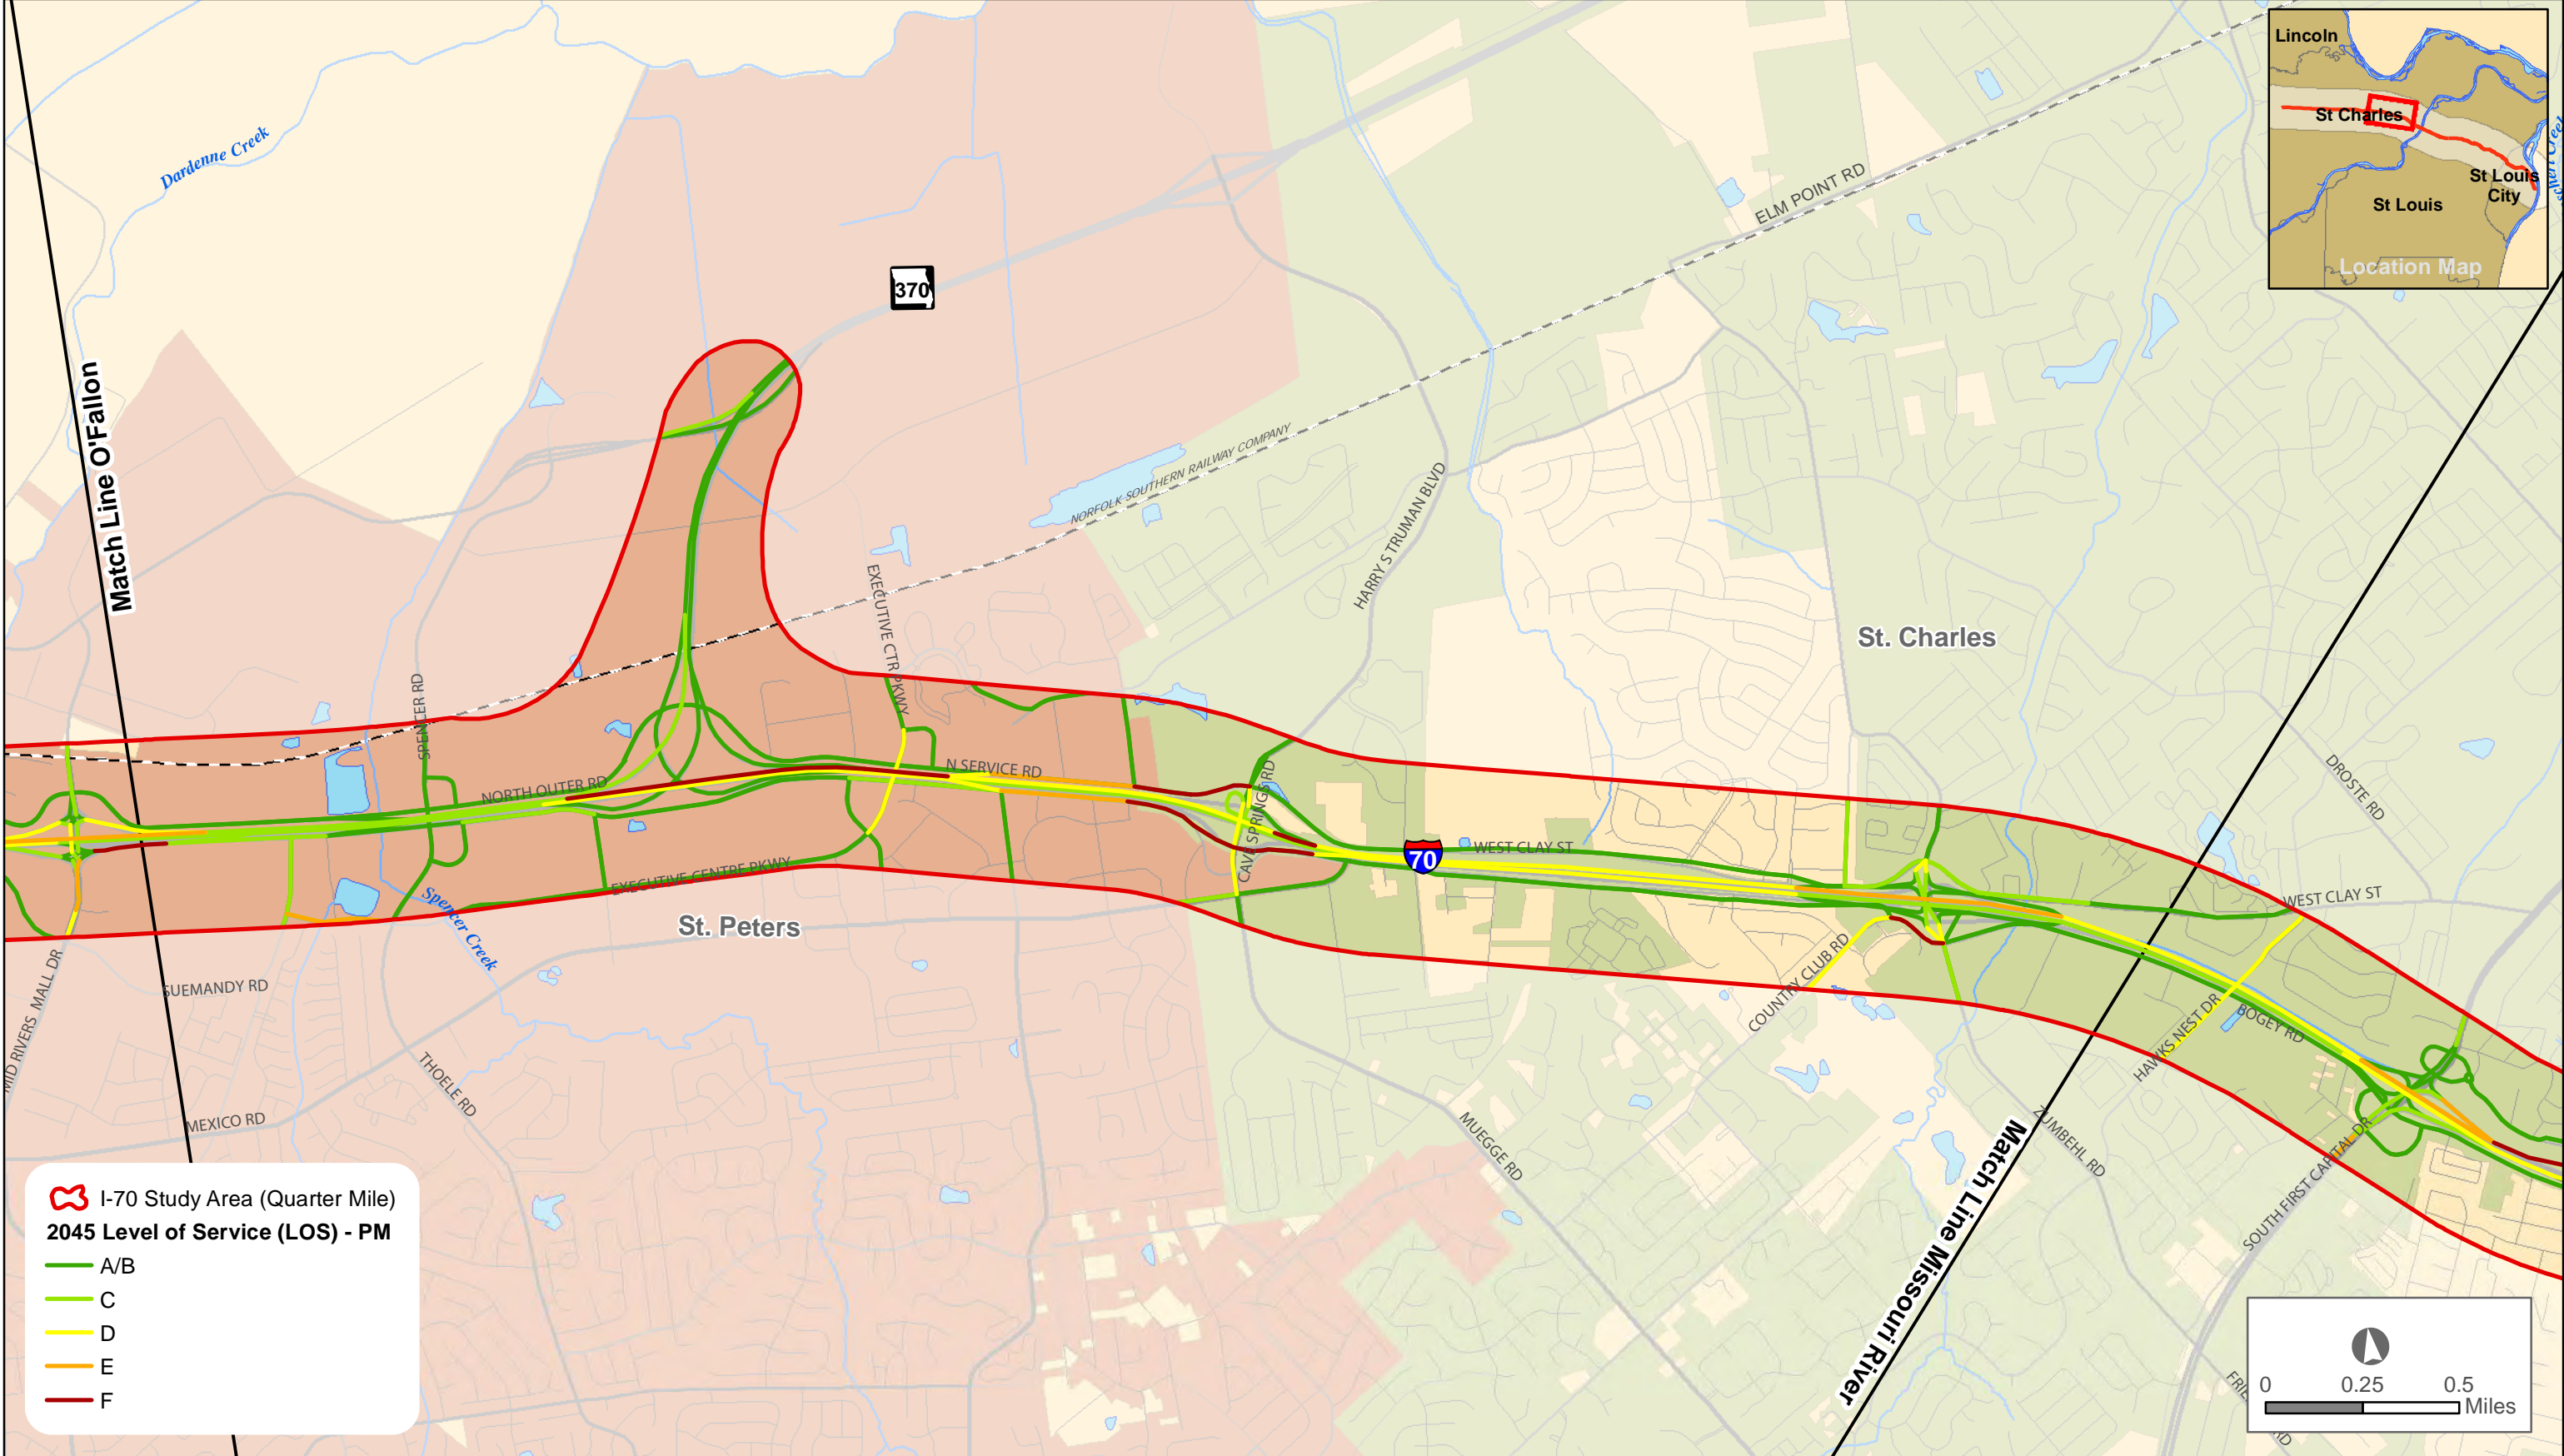 Lincoln
St Charles
St Louis
City
St Louis
Location Map
Dardenne Creek
ELM POINT RD
370
Match Line O'Fallon
NORFOLK SOUTHERN RAILWAY COMPANY
HARRY S TRUMAN BLVD
EXECUTIVE CTR PKWY
St. Charles
SPENCER RD
NORTH OUTER RD
N SERVICE RD
CAVE SPRINGS RD
WEST CLAY ST
70
DROSTE RD
WEST CLAY ST
EXECUTIVE CENTRE PKWY
Spencer Creek
St. Peters
COUNTRY CLUB RD
HAWKS NEST DR
BOGEY RD
MID RIVERS MALL DR
SUEMANDY RD
THOELE RD
MEXICO RD
MUEGGE RD
ZUMBEHL RD
SOUTH FIRST CAPITAL DR
Match Line Missouri River
I-70 Study Area (Quarter Mile)
2045 Level of Service (LOS) - PM
A/B
C
D
E
F
0 0.25 0.5
Miles